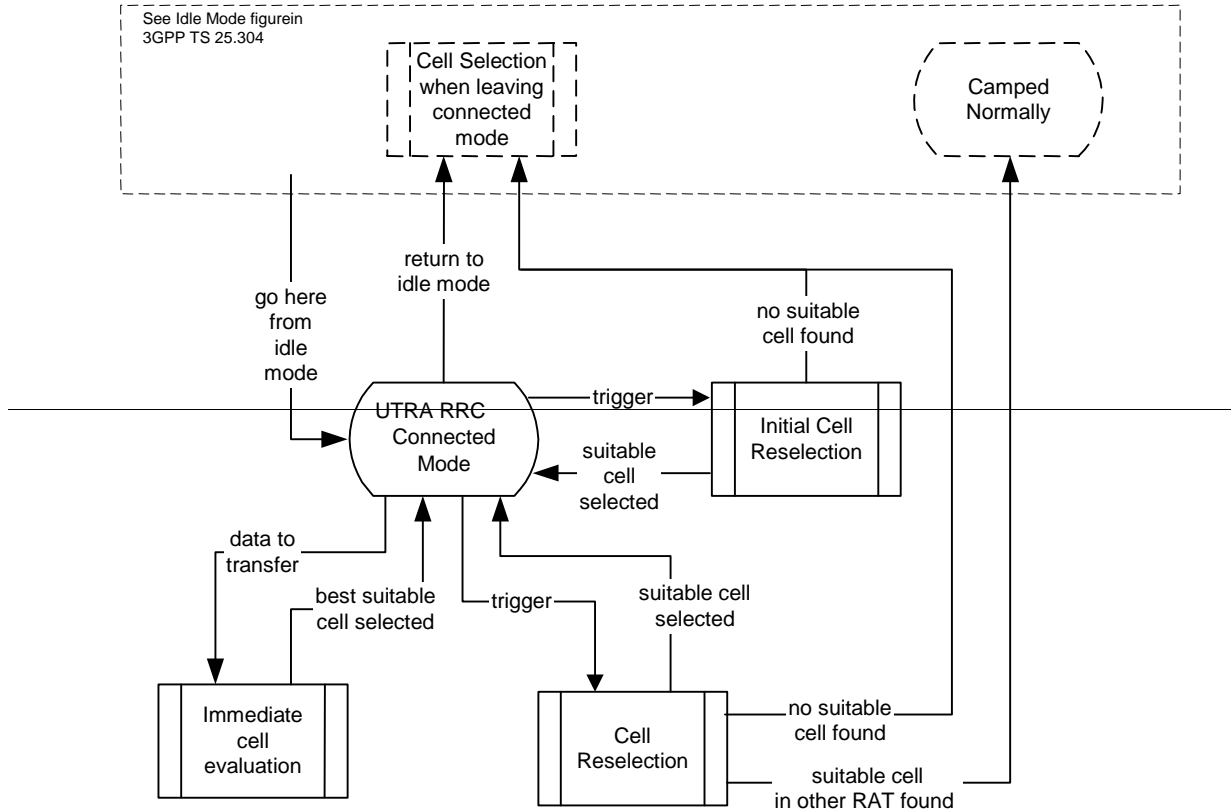 See Idle Mode figurein
3GPP TS 25.304
Cell Selection
when leaving
connected
mode
Camped
Normally
return to
idle mode
go here
from
idle
mode
no suitable
cell found
trigger
UTRA RRC
Connected
Mode
Initial Cell
Reselection
suitable
cell
selected
data to
transfer
best suitable
cell selected
trigger
suitable cell
selected
Immediate
cell
evaluation
Cell
Reselection
no suitable
cell found
suitable cell
in other RAT found